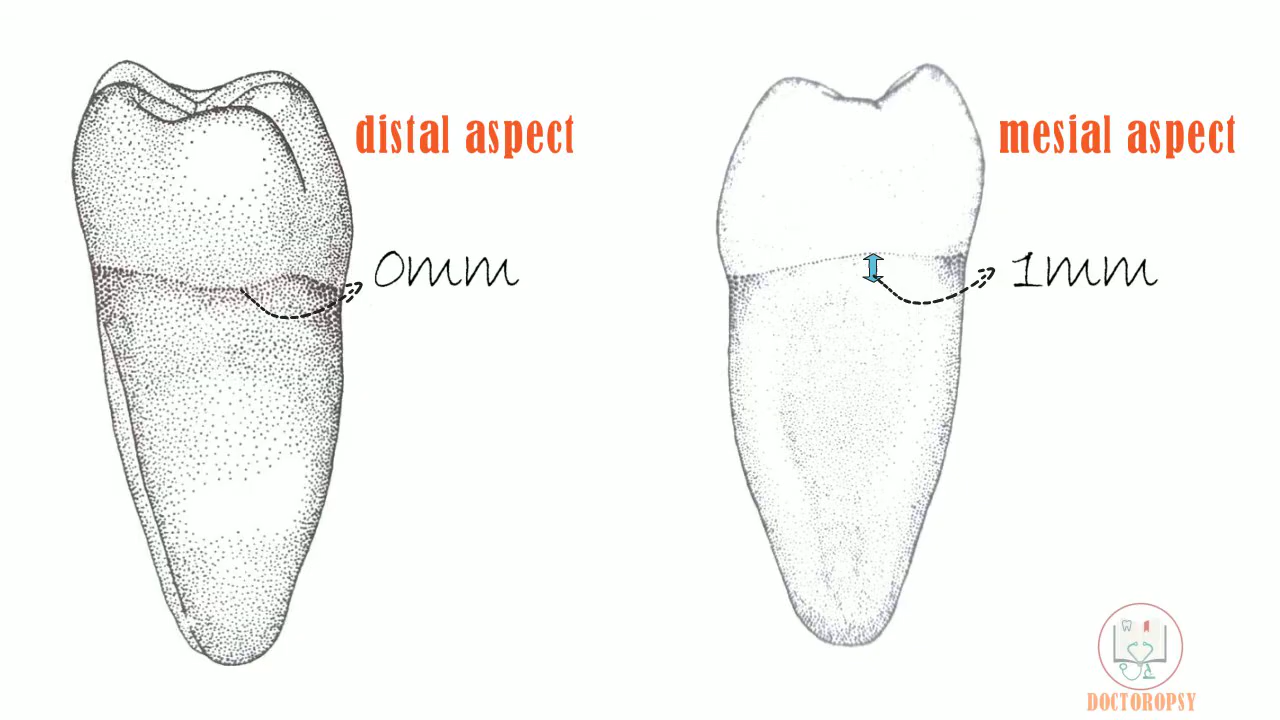 distal aspect
mesial aspect
0mm
1mm
DOCTOROPSY